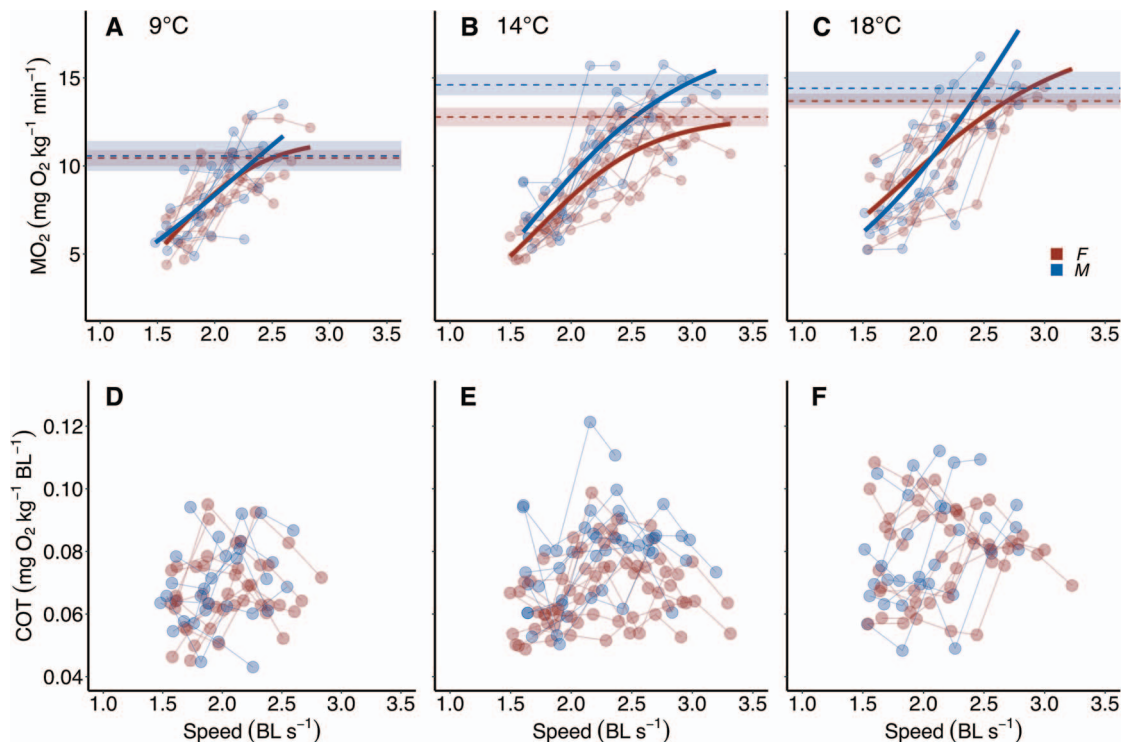 A 9°C
B 14°C
C 18°C
MO₂ (mg O₂ kg⁻¹ min⁻¹)
15
10
5
F
M
1.0 1.5 2.0 2.5 3.0 3.5
1.0 1.5 2.0 2.5 3.0 3.5
1.0 1.5 2.0 2.5 3.0 3.5
D
E
F
COT (mg O₂ kg⁻¹ BL⁻¹)
0.12
0.10
0.08
0.06
0.04
1.0 1.5 2.0 2.5 3.0 3.5
1.0 1.5 2.0 2.5 3.0 3.5
1.0 1.5 2.0 2.5 3.0 3.5
Speed (BL s⁻¹)
Speed (BL s⁻¹)
Speed (BL s⁻¹)